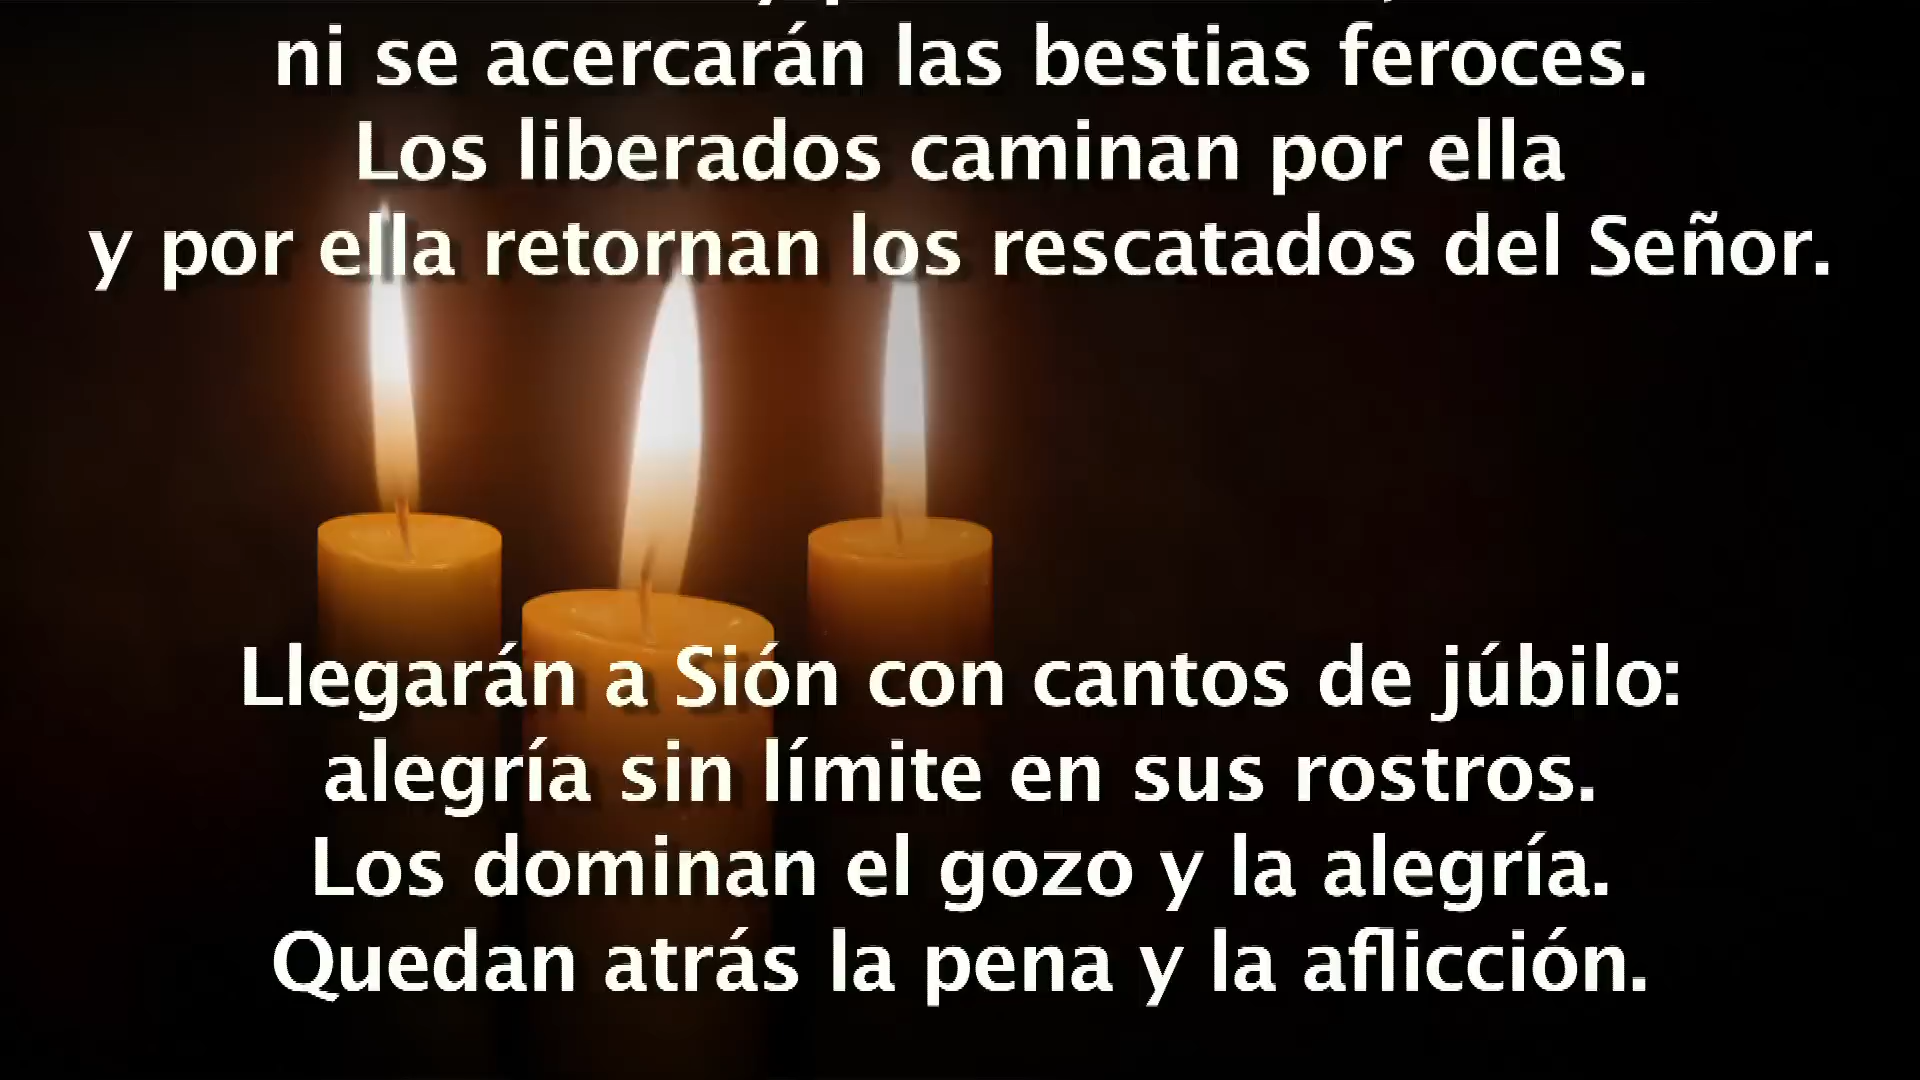 ni se acercarán las bestias feroces.
Los liberados caminan por ella
y por ella retornan los rescatados del Señor.
Llegarán a Sión con cantos de júbilo:
alegría sin límite en sus rostros.
Los dominan el gozo y la alegría.
Quedan atrás la pena y la aflicción.